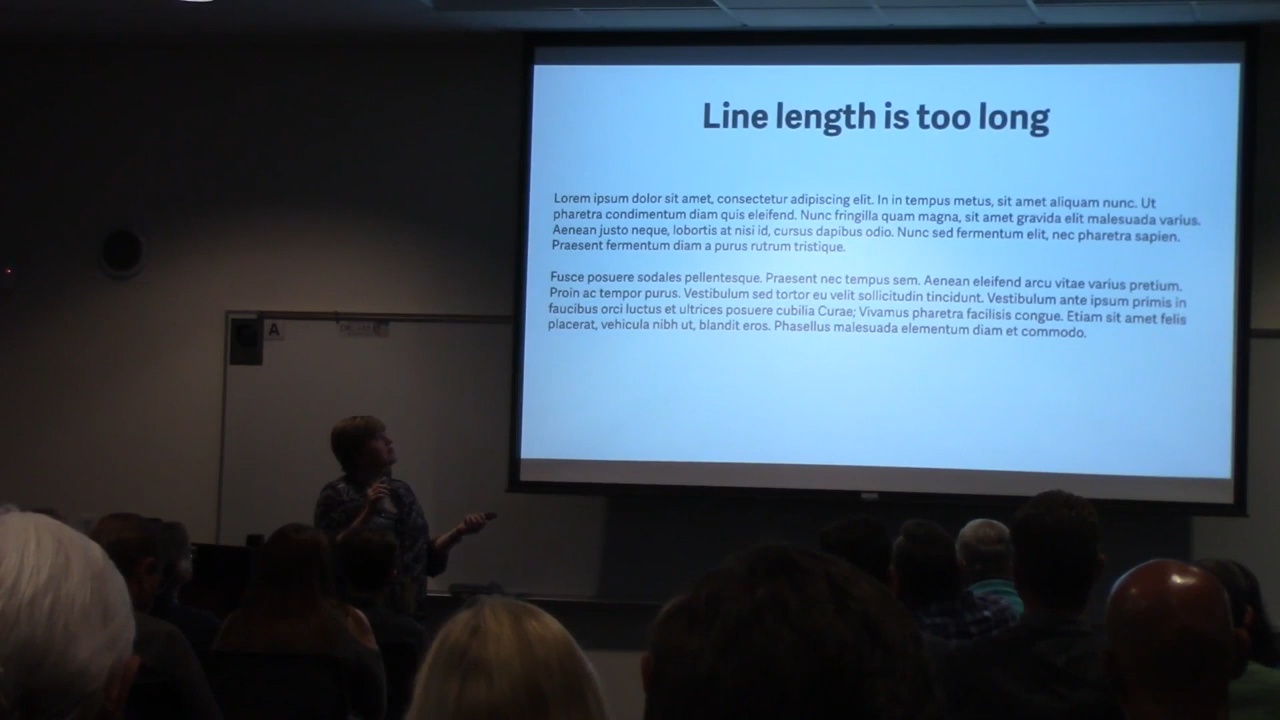 Line length is too long
Lorem ipsum dolor sit amet, consectetur adipiscing elit. In in tempus metus, sit amet aliquam nunc. Ut
pharetra condimentum diam quis eleifend. Nunc fringilla quam magna, sit amet gravida elit malesuada varius.
Aenean justo neque, lobortis at nisi id, cursus dapibus odio. Nunc sed fermentum elit, nec pharetra sapien.
Praesent fermentum diam a purus rutrum tristique.
Fusce posuere sodales pellentesque. Praesent nec tempus sem. Aenean eleifend arcu vitae varius pretium.
Proin ac tempor purus. Vestibulum sed tortor eu velit sollicitudin tincidunt. Vestibulum ante ipsum primis in
faucibus orci luctus et ultrices posuere cubilia Curae; Vivamus pharetra facilisis congue. Etiam sit amet felis
placerat, vehicula nibh ut, blandit eros. Phasellus malesuada elementum diam et commodo.
A